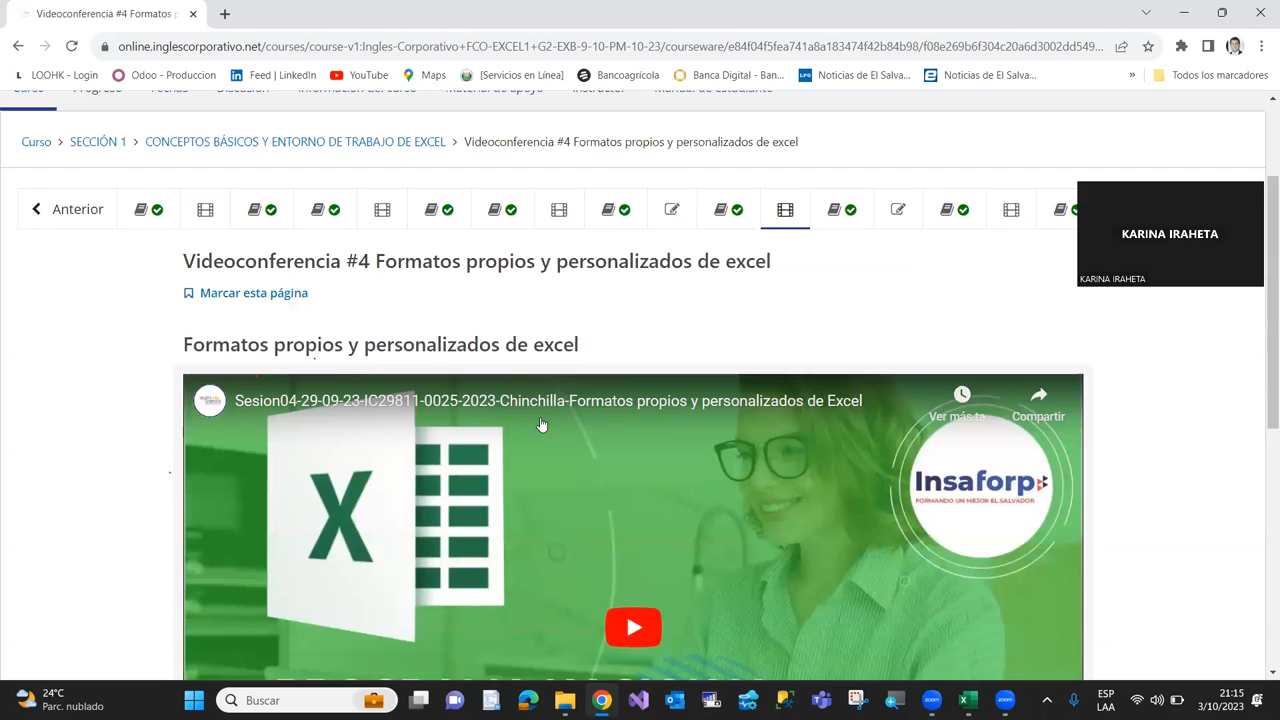 Videoconferencia #4 Formatos p
online.inglescorporativo.net/courses/course-v1:Ingles-Corporativo+FCO-EXCEL1+G2-EXB-9-10-PM-10-23/courseware/e84f04f5fea741a8a183474f42b84b98/f08e269b6f304c20a6d3002dd549...
LOOHK - Login
Odoo - Produccion
Feed | LinkedIn
YouTube
Maps
[Servicios en Línea]
Bancoagrícola
Banca Digital - Ban...
LPG
Noticias de El Salva...
Noticias de El Salva...
»
Todos los marcadores
Curso > SECCIÓN 1 > CONCEPTOS BÁSICOS Y ENTORNO DE TRABAJO DE EXCEL > Videoconferencia #4 Formatos propios y personalizados de excel
Anterior
KARINA IRAHETA
KARINA IRAHETA
Videoconferencia #4 Formatos propios y personalizados de excel
Marcar esta página
Formatos propios y personalizados de excel
Sesion04-29-09-23-IC29811-0025-2023-Chinchilla-Formatos propios y personalizados de Excel
Ver más ta...
Compartir
X
Insaforp
FORMANDO UN MEJOR EL SALVADOR
24°C
Parc. nublado
Buscar
ESP
LAA
21:15
3/10/2023